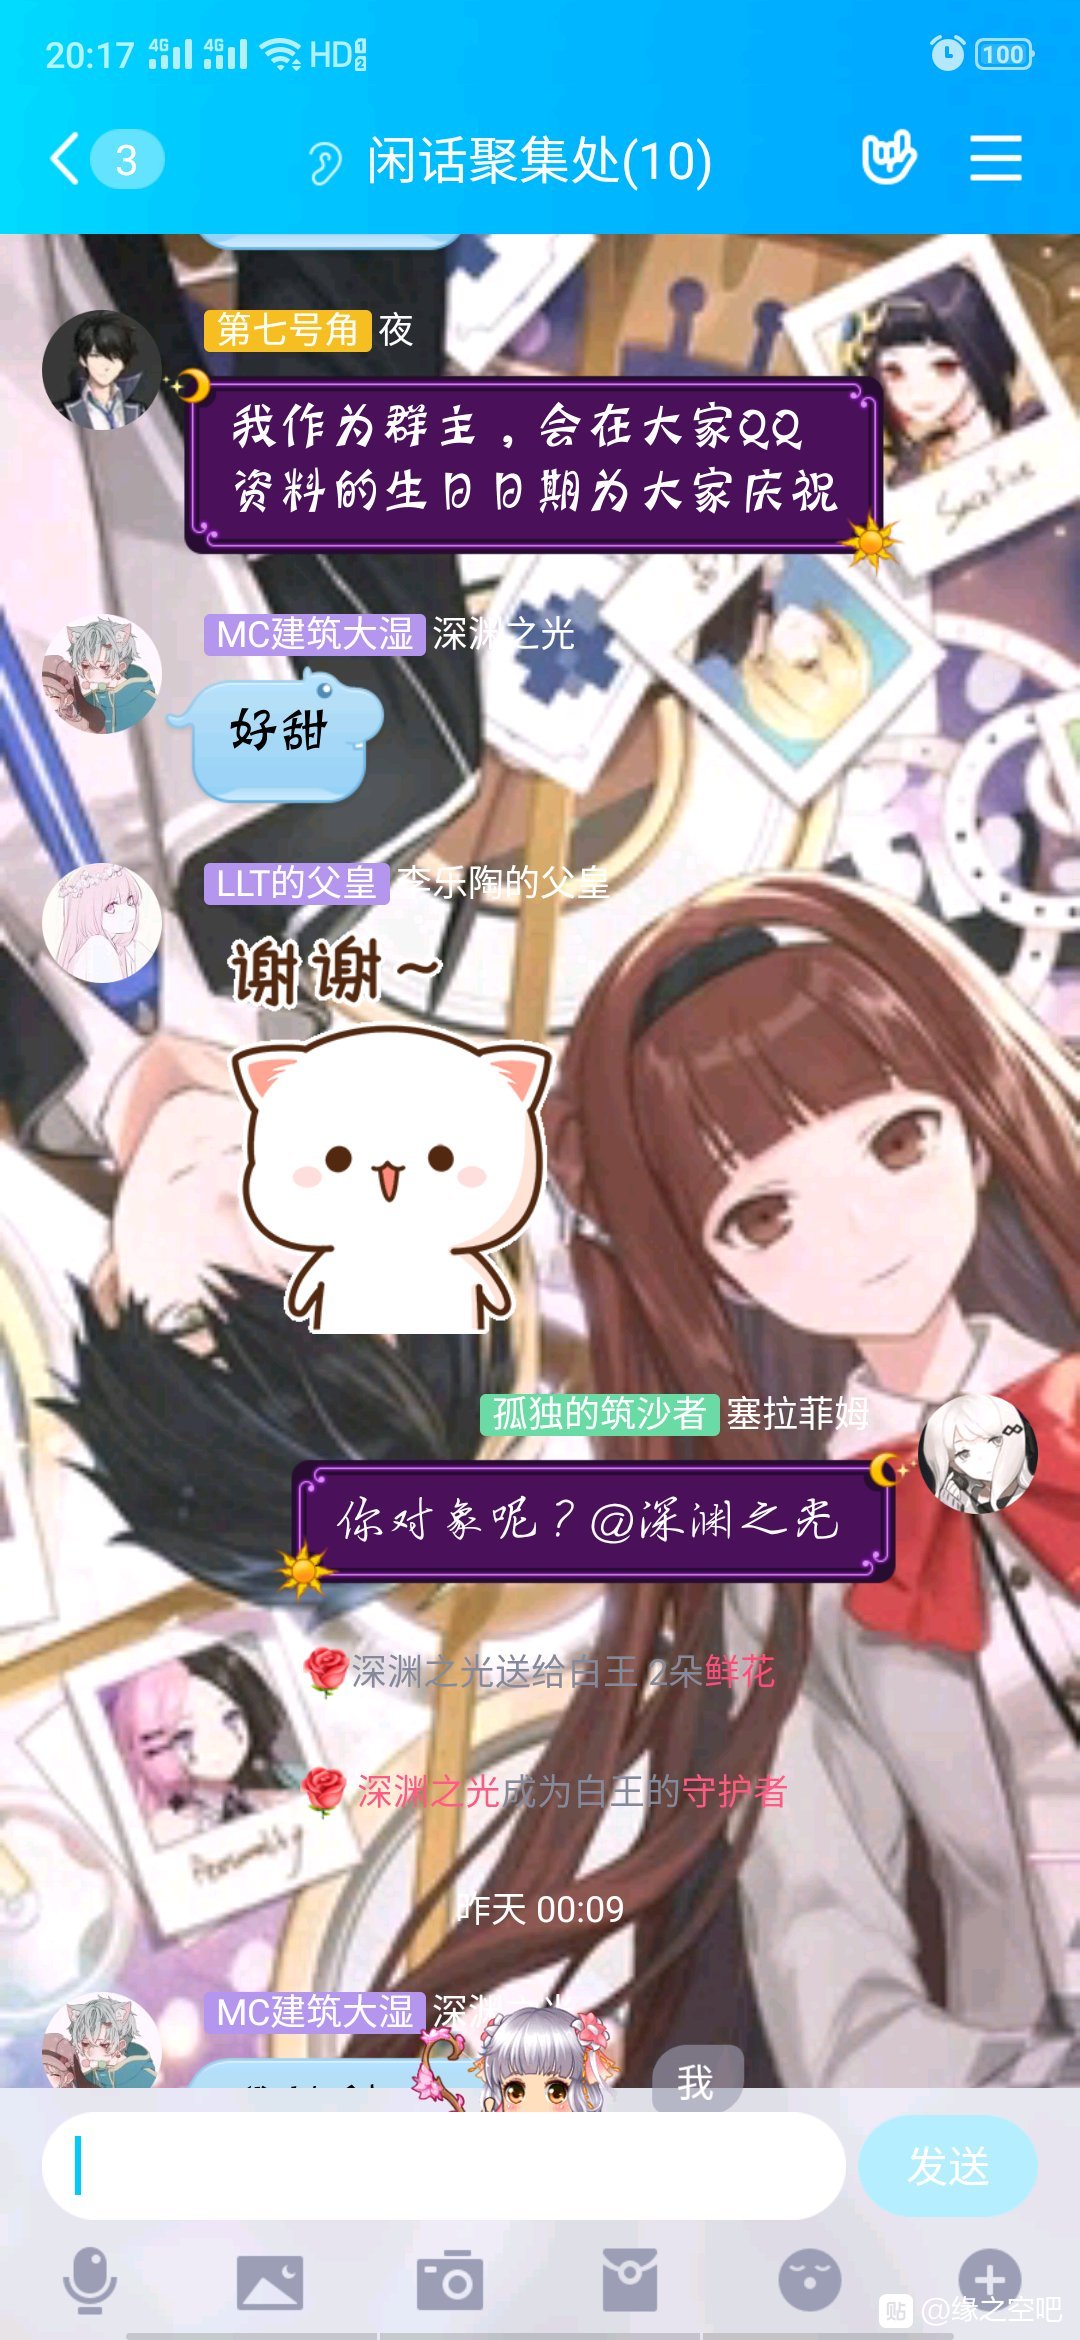 20:17 4G 4G HD 1 2 100
3 闲话聚集处(10)
第七号角 夜
我作为群主，会在大家QQ
资料的生日日期为大家庆祝
MC建筑大湿 深渊之光
好甜
LLT的父皇 李乐陶的父皇
谢谢~
孤独的筑沙者 塞拉菲姆
你对象呢？@深渊之光
深渊之光送给白王 2朵鲜花
深渊之光成为白王的守护者
昨天 00:09
MC建筑大湿
我
发送
贴 @缘之空吧